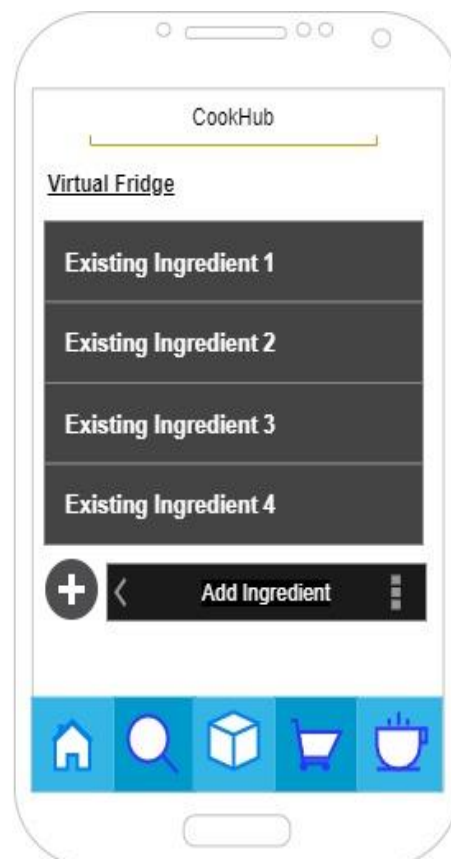 CookHub
Virtual Fridge
Existing Ingredient 1
Existing Ingredient 2
Existing Ingredient 3
Existing Ingredient 4
Add Ingredient